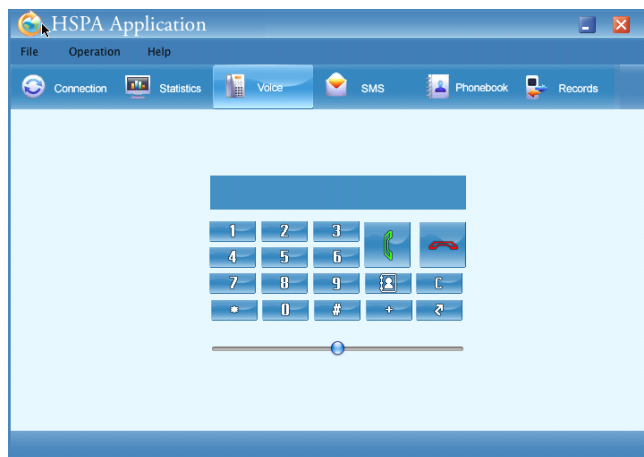 HSPA Application
File Operation Help
Connection Statistics Voice SMS Phonebook Records
1 2 3
4 5 6
7 8 9 C
* 0 # +